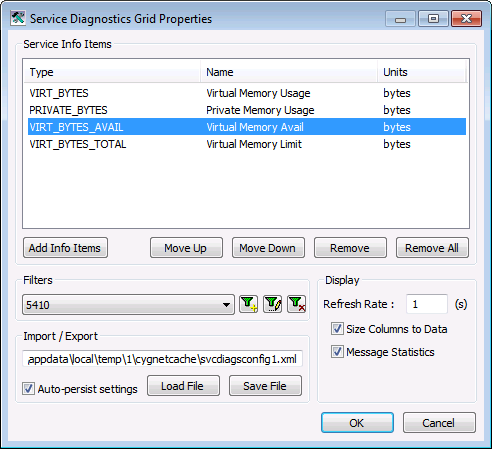 Service Diagnostics Grid Properties
Service Info Items
Type Name Units
VIRT_BYTES Virtual Memory Usage bytes
PRIVATE_BYTES Private Memory Usage bytes
VIRT_BYTES_AVAIL Virtual Memory Avail bytes
VIRT_BYTES_TOTAL Virtual Memory Limit bytes
Add Info Items Move Up Move Down Remove Remove All
Filters
5410
Display
Refresh Rate : 1 (s)
Size Columns to Data
Message Statistics
Import / Export
appdata\local\temp\1\cygnetcache\svcdiagsconfig1.xml
Auto-persist settings Load File Save File
OK Cancel